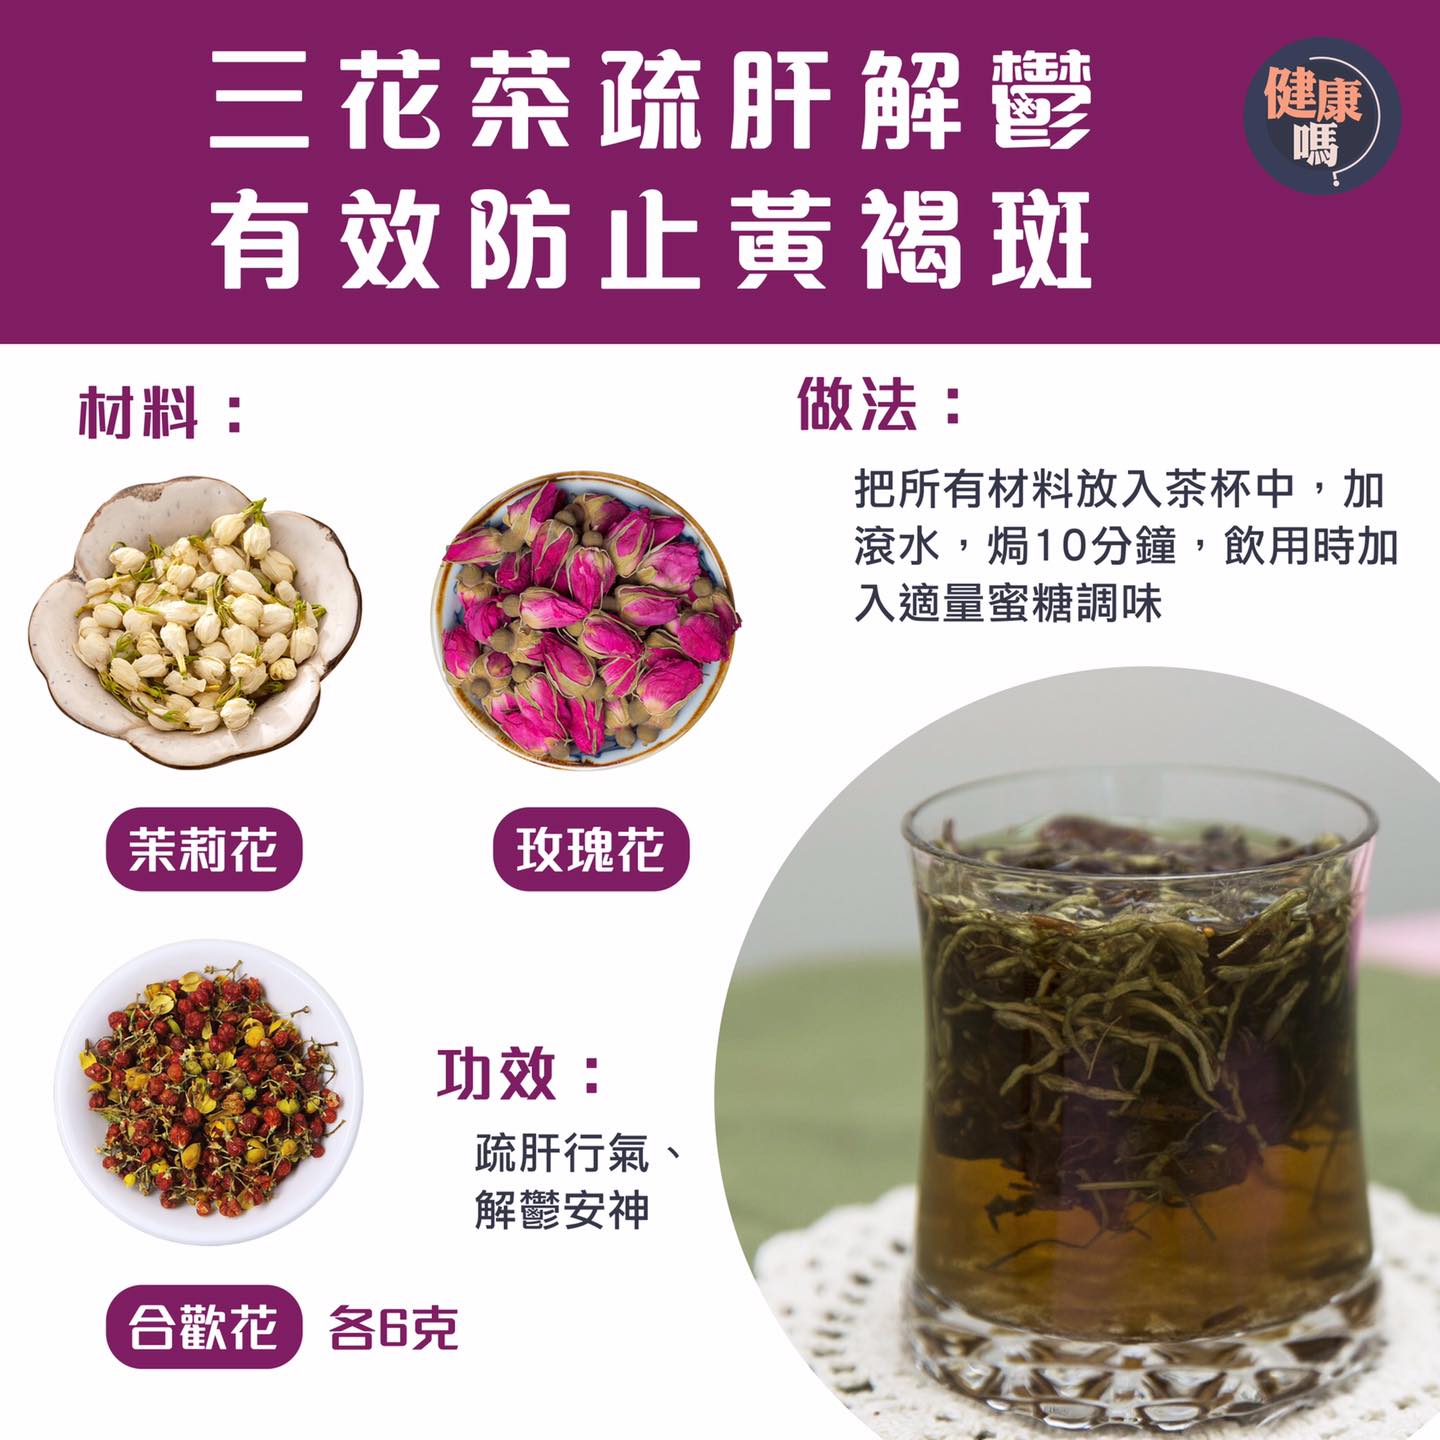 三花茶疏肝解鬱
有效防止黃褐斑
健康
嗎?
材料：
茉莉花
玫瑰花
合歡花
各6克
做法：
把所有材料放入茶杯中，加
滾水，焗10分鐘，飲用時加
入適量蜜糖調味
功效：
疏肝行氣、
解鬱安神